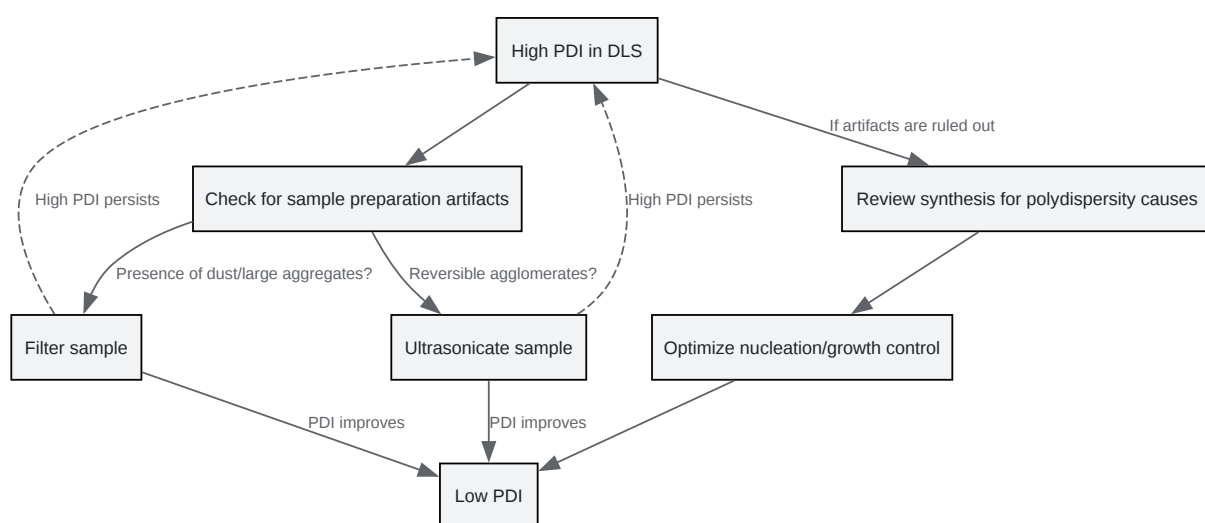 High PDI in DLS
If artifacts are ruled out
High PDI persists
Check for sample preparation artifacts
High PDI persists
Review synthesis for polydispersity causes
Presence of dust/large aggregates?
Reversible agglomerates?
Filter sample
Ultrasonicate sample
Optimize nucleation/growth control
PDI improves
PDI improves
Low PDI